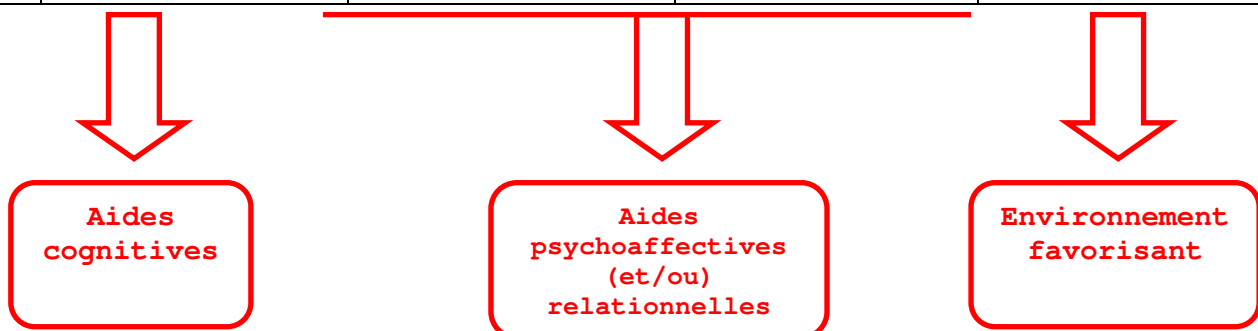 Aides
cognitives
Aides
psychoaffectives
(et/ou)
relationnelles
Environnement
favorisant